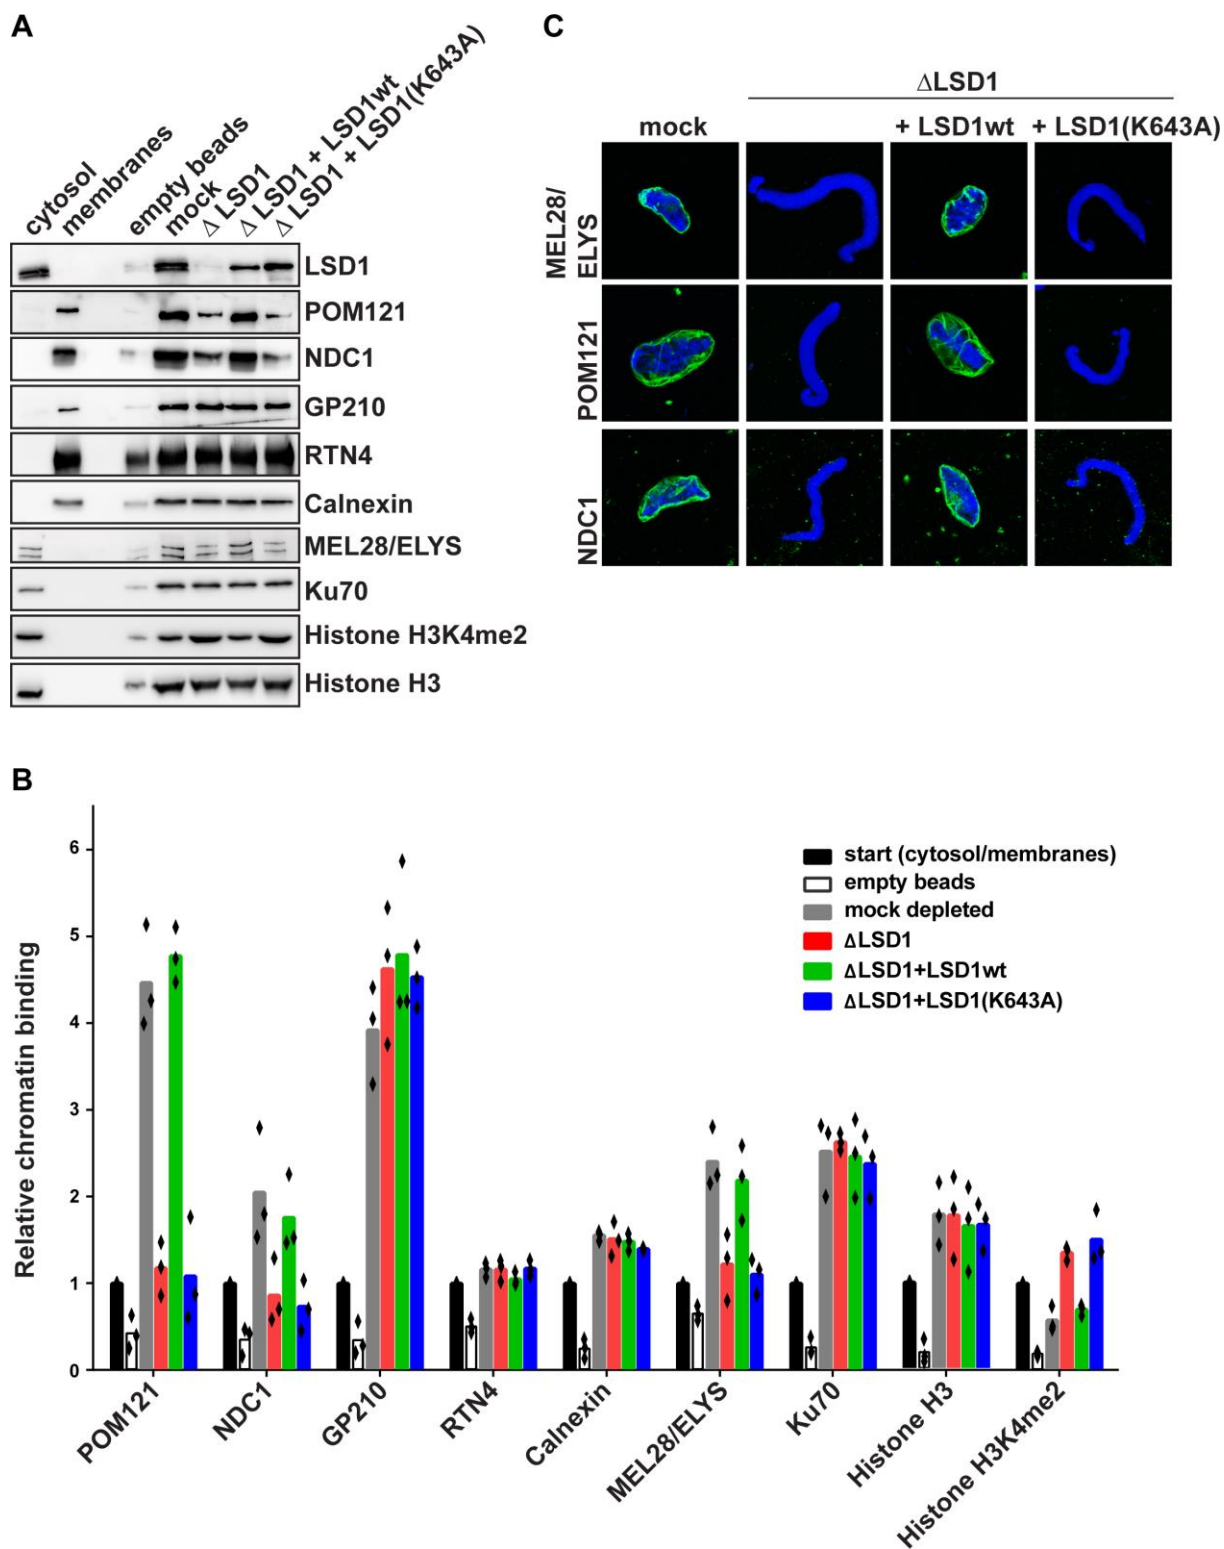 A
cytosol
membranes
empty beads
mock
Δ LSD1
Δ LSD1 + LSD1wt
Δ LSD1 + LSD1(K643A)
LSD1
POM121
NDC1
GP210
RTN4
Calnexin
MEL28/ELYS
Ku70
Histone H3K4me2
Histone H3
C
ΔLSD1
mock
+ LSD1wt
+ LSD1(K643A)
MEL28/
ELYS
POM121
NDC1
B
Relative chromatin binding
6
5
4
3
2
1
0
start (cytosol/membranes)
empty beads
mock depleted
ΔLSD1
ΔLSD1+LSD1wt
ΔLSD1+LSD1(K643A)
POM121
NDC1
GP210
RTN4
Calnexin
MEL28/ELYS
Ku70
Histone H3
Histone H3K4me2